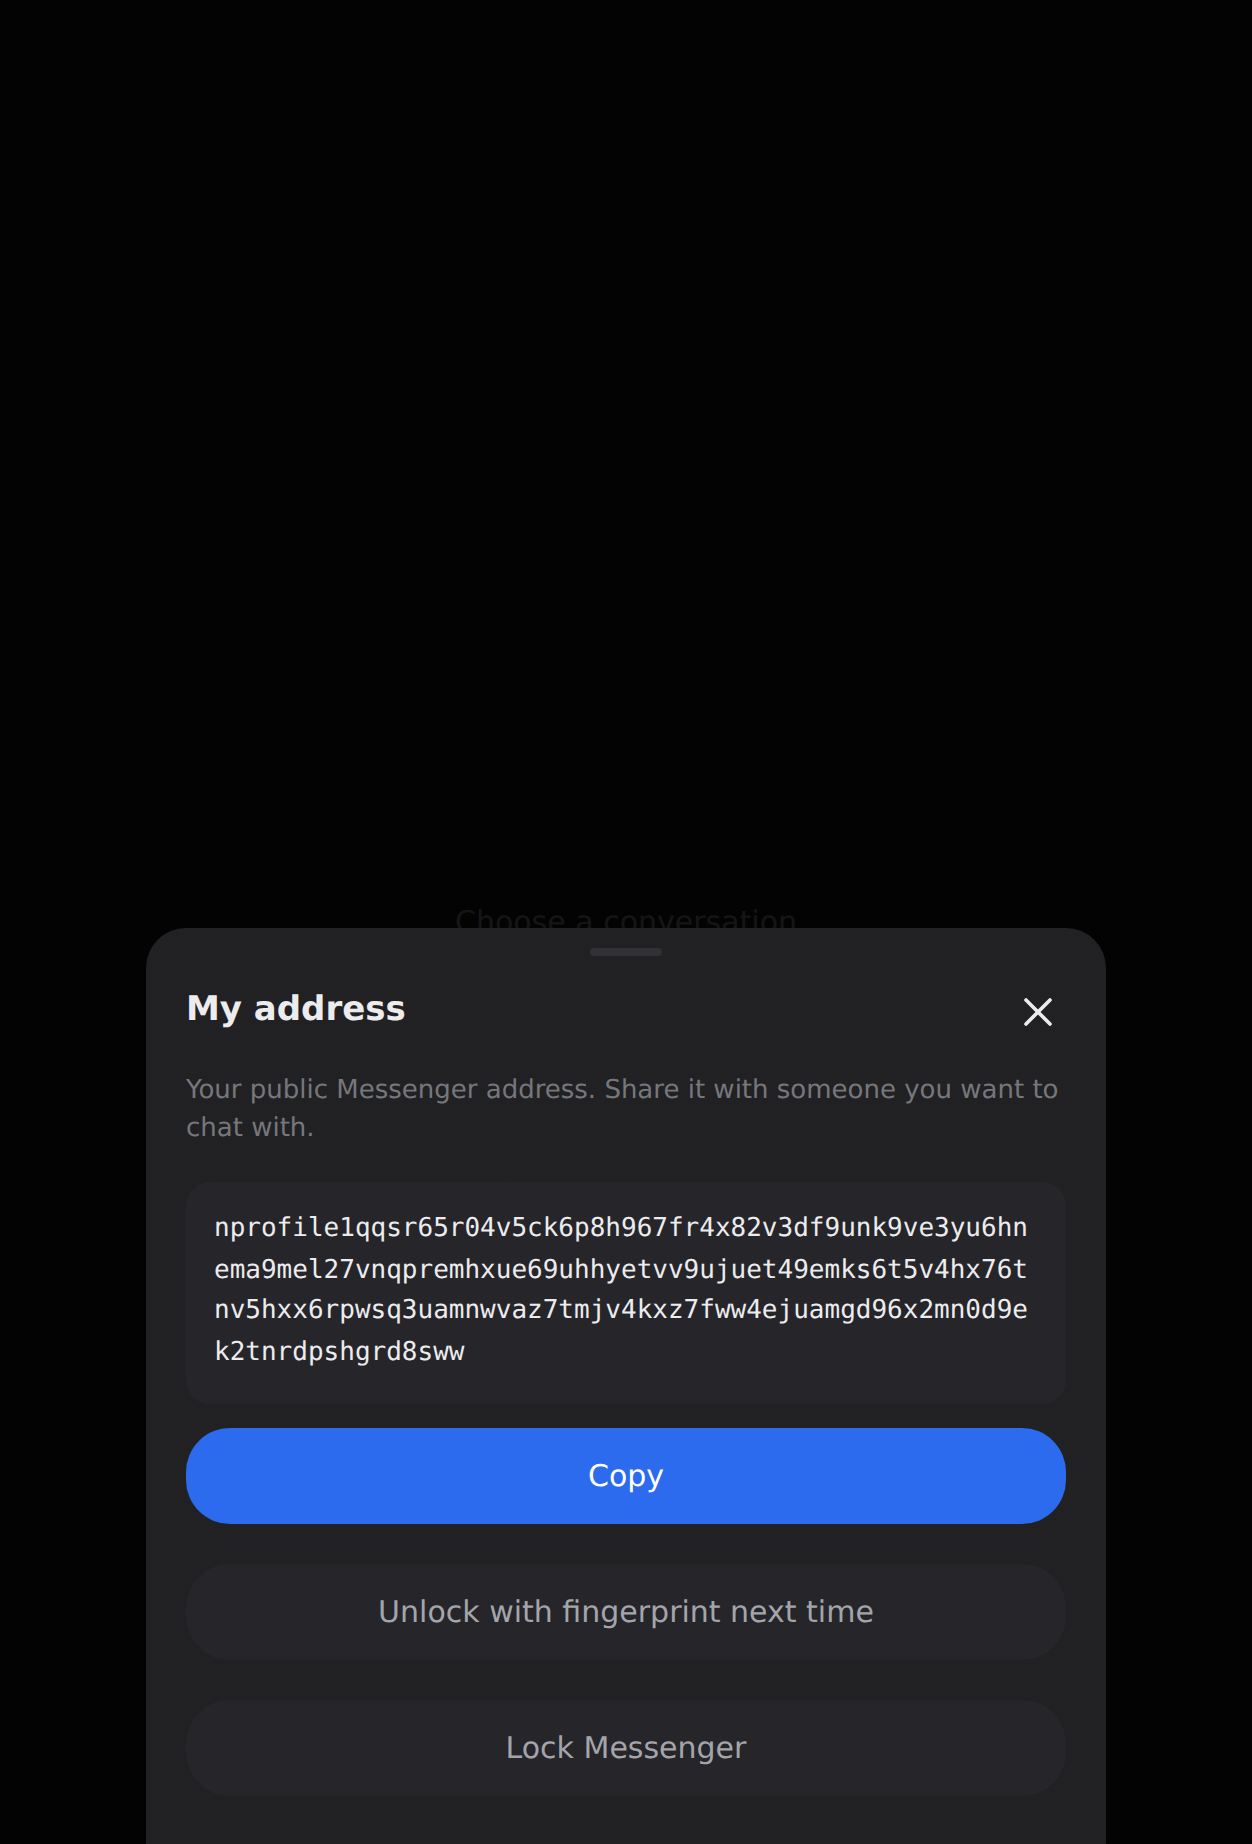 Choose a conversation
My address
Your public Messenger address. Share it with someone you want to
chat with.
nprofile1qqsr65r04v5ck6p8h967fr4x82v3df9unk9ve3yu6hn
ema9mel27vnqpremhxue69uhhyetvv9ujuet49emks6t5v4hx76t
nv5hxx6rpwsq3uamnwvaz7tmjv4kxz7fww4ejuamgd96x2mn0d9e
k2tnrdpshgrd8sww
Copy
Unlock with fingerprint next time
Lock Messenger